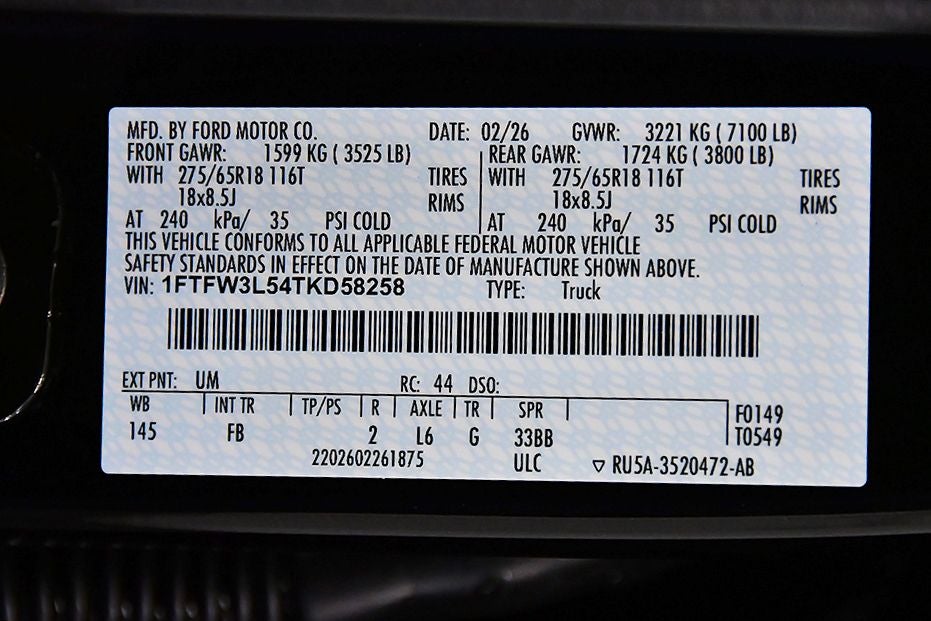 MFD. BY FORD MOTOR CO. DATE: 02/26 GVWR: 3221 KG ( 7100 LB)
FRONT GAWR: 1599 KG ( 3525 LB) REAR GAWR: 1724 KG ( 3800 LB)
WITH 275/65R18 116T TIRES WITH 275/65R18 116T TIRES
18x8.5J RIMS 18x8.5J RIMS
AT 240 kPa/ 35 PSI COLD AT 240 kPa/ 35 PSI COLD
THIS VEHICLE CONFORMS TO ALL APPLICABLE FEDERAL MOTOR VEHICLE
SAFETY STANDARDS IN EFFECT ON THE DATE OF MANUFACTURE SHOWN ABOVE.
VIN: 1FTFW3L54TKD58258 TYPE: Truck
EXT PNT: UM RC: 44 DSO:
WB INT TR TP/PS R AXLE TR SPR F0149
145 FB 2 L6 G 33BB T0549
2202602261875 ULC ▽ RU5A-3520472-AB